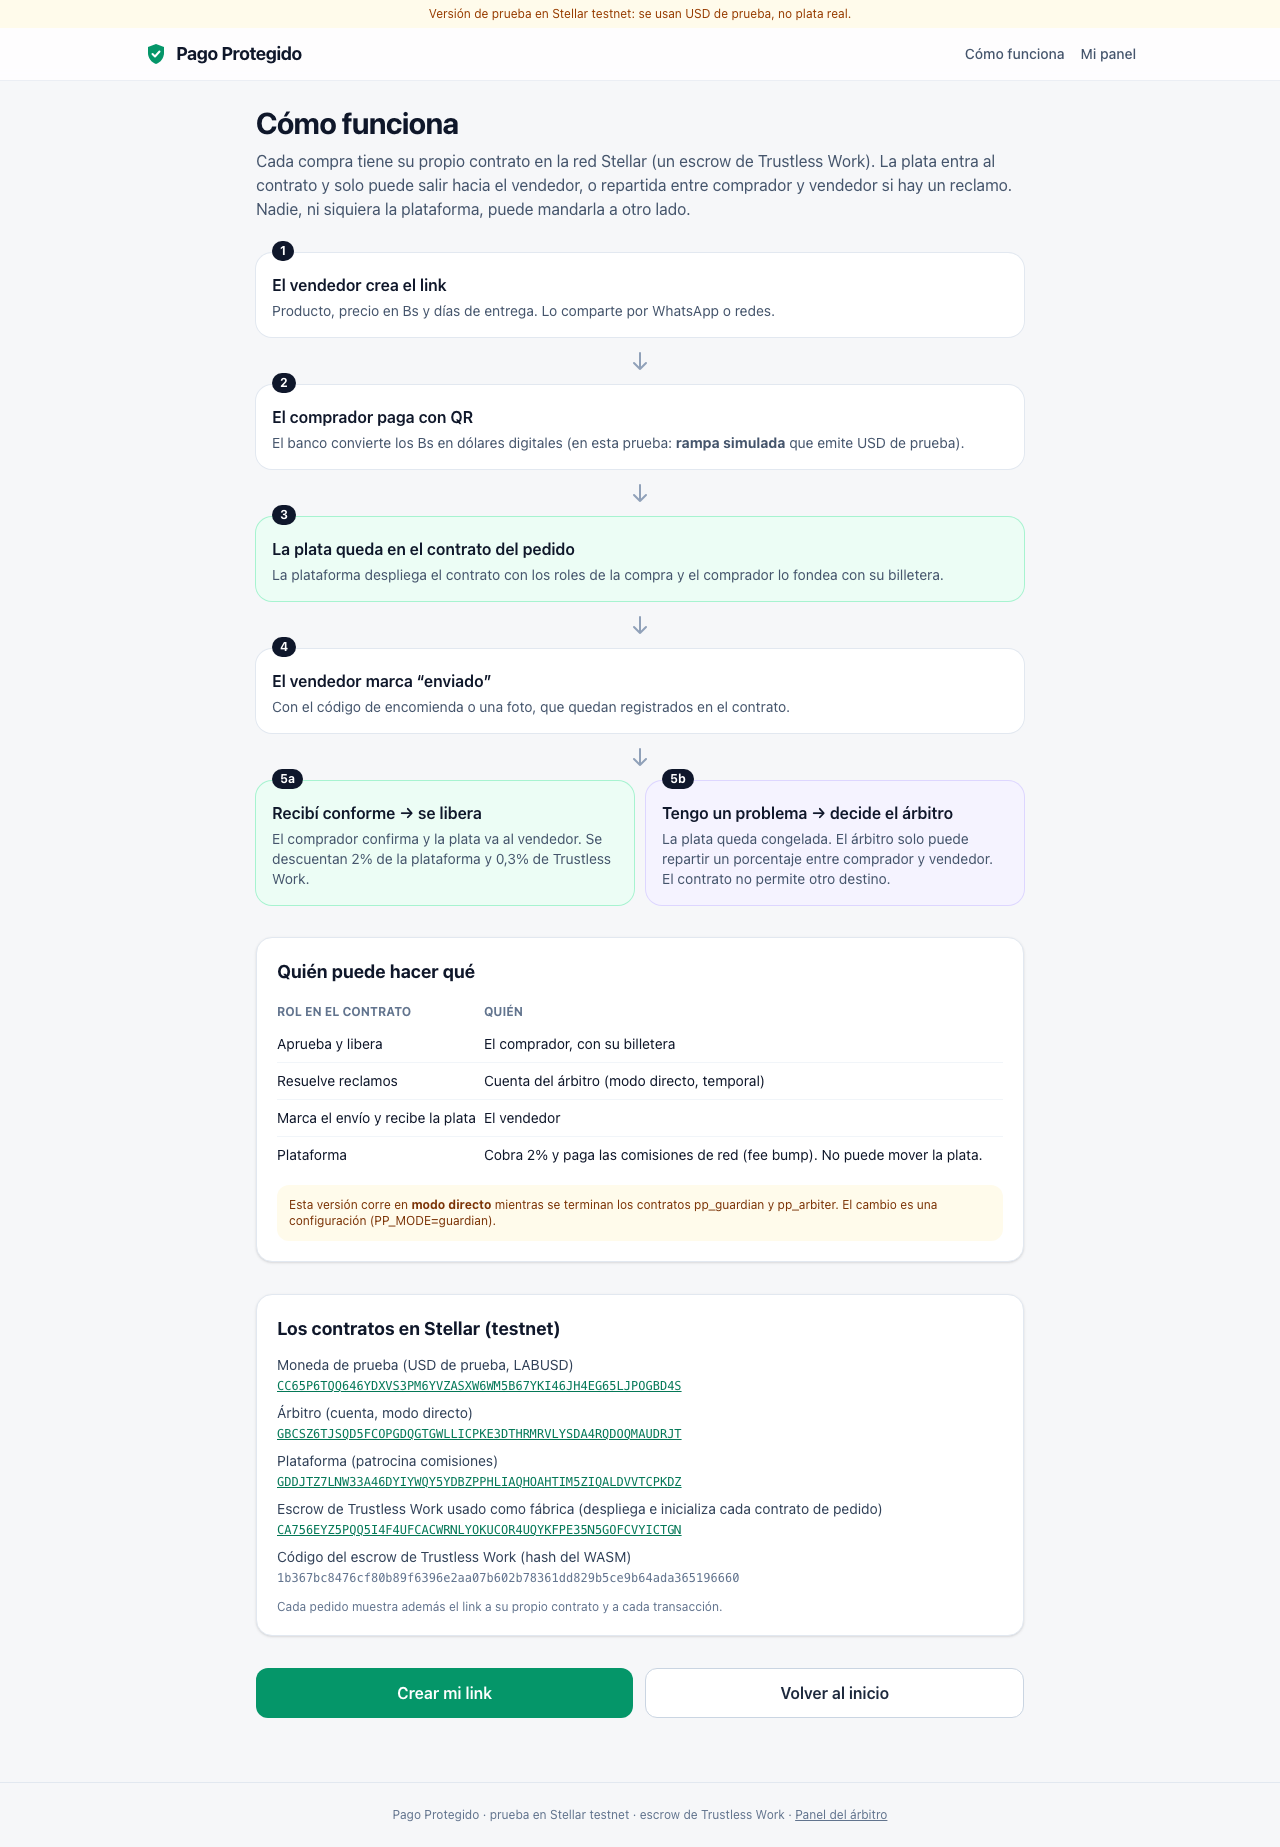 Versión de prueba en Stellar testnet: se usan USD de prueba, no plata real.
Pago Protegido
Cómo funciona
Mi panel
Cómo funciona
Cada compra tiene su propio contrato en la red Stellar (un escrow de Trustless Work). La plata entra al
contrato y solo puede salir hacia el vendedor, o repartida entre comprador y vendedor si hay un reclamo.
Nadie, ni siquiera la plataforma, puede mandarla a otro lado.
1
El vendedor crea el link
Producto, precio en Bs y días de entrega. Lo comparte por WhatsApp o redes.
2
El comprador paga con QR
El banco convierte los Bs en dólares digitales (en esta prueba: rampa simulada que emite USD de prueba).
3
La plata queda en el contrato del pedido
La plataforma despliega el contrato con los roles de la compra y el comprador lo fondea con su billetera.
4
El vendedor marca “enviado”
Con el código de encomienda o una foto, que quedan registrados en el contrato.
5a
Recibí conforme → se libera
El comprador confirma y la plata va al vendedor. Se
descuentan 2% de la plataforma y 0,3% de Trustless
Work.
5b
Tengo un problema → decide el árbitro
La plata queda congelada. El árbitro solo puede
repartir un porcentaje entre comprador y vendedor.
El contrato no permite otro destino.
Quién puede hacer qué
ROL EN EL CONTRATO QUIÉN
Aprueba y libera El comprador, con su billetera
Resuelve reclamos Cuenta del árbitro (modo directo, temporal)
Marca el envío y recibe la plata El vendedor
Plataforma Cobra 2% y paga las comisiones de red (fee bump). No puede mover la plata.
Esta versión corre en modo directo mientras se terminan los contratos pp_guardian y pp_arbiter. El cambio es una
configuración (PP_MODE=guardian).
Los contratos en Stellar (testnet)
Moneda de prueba (USD de prueba, LABUSD)
CC65P6TQQ646YDXVS3PM6YVZASXW6WM5B67YKI46JH4EG65LJPOGBD4S
Árbitro (cuenta, modo directo)
GBCSZ6TJSQD5FCOPGDQGTGWLLICPKE3DTHRMRVLYSDA4RQDOQMAUDRJT
Plataforma (patrocina comisiones)
GDDJTZ7LNW33A46DYIYWQY5YDBZPPHLIAQHOAHTIM5ZIQALDVVTCPKDZ
Escrow de Trustless Work usado como fábrica (despliega e inicializa cada contrato de pedido)
CA756EYZ5PQQ5I4F4UFCACWRNLYOKUCOR4UQYKFPE35N5GOFCVYICTGN
Código del escrow de Trustless Work (hash del WASM)
1b367bc8476cf80b89f6396e2aa07b602b78361dd829b5ce9b64ada365196660
Cada pedido muestra además el link a su propio contrato y a cada transacción.
Crear mi link
Volver al inicio
Pago Protegido · prueba en Stellar testnet · escrow de Trustless Work · Panel del árbitro